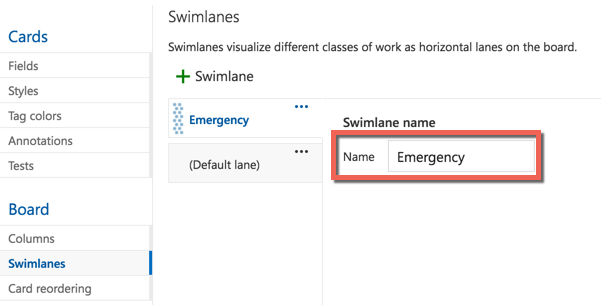 Cards
Fields
Styles
Tag colors
Annotations
Tests
Board
Columns
Swimlanes
Card reordering
Swimlanes
Swimlanes visualize different classes of work as horizontal lanes on the board.
+ Swimlane
Emergency ...
(Default lane) ...
Swimlane name
Name Emergency